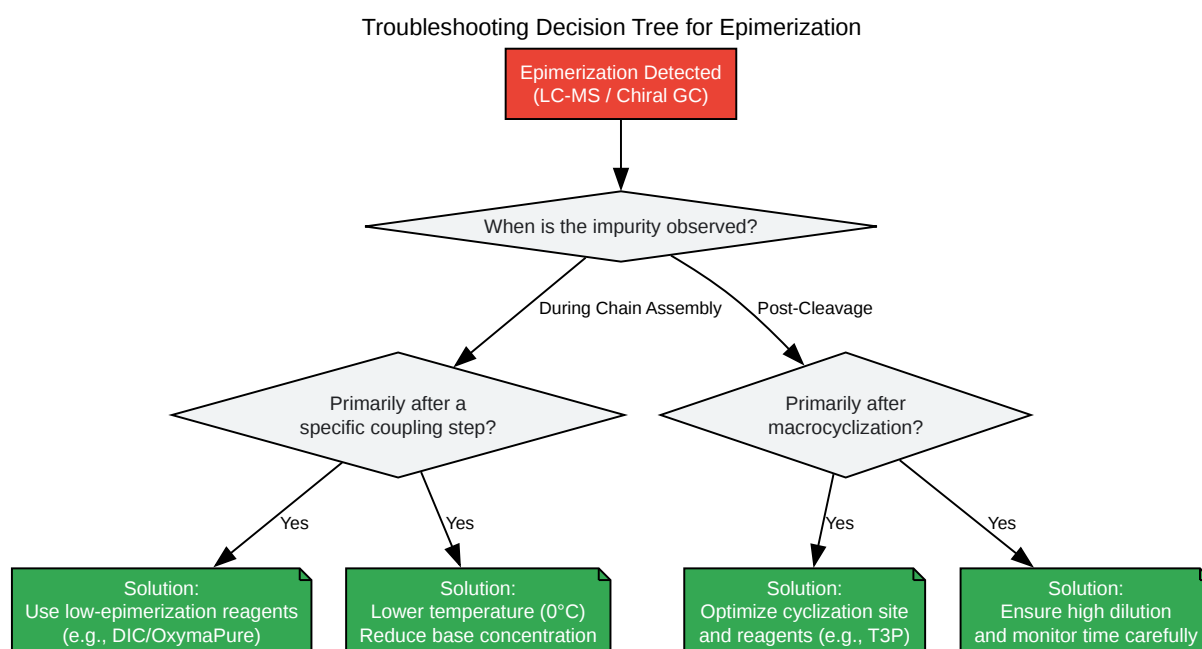 Troubleshooting Decision Tree for Epimerization
Epimerization Detected
(LC-MS / Chiral GC)
When is the impurity observed?
During Chain Assembly
Post-Cleavage
Primarily after a
specific coupling step?
Primarily after
macrocyclization?
Yes
Yes
Yes
Yes
Solution:
Use low-epimerization reagents
(e.g., DIC/OxymaPure)
Solution:
Lower temperature (0°C)
Reduce base concentration
Solution:
Optimize cyclization site
and reagents (e.g., T3P)
Solution:
Ensure high dilution
and monitor time carefully